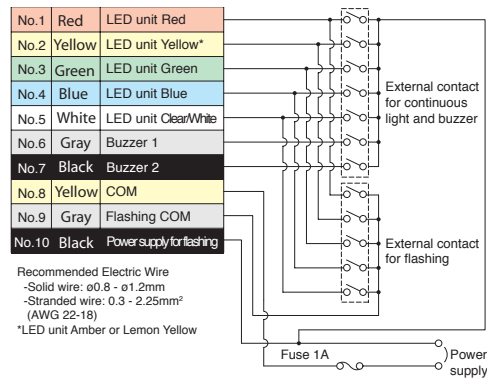 No.1 Red LED unit Red
No.2 Yellow LED unit Yellow*
No.3 Green LED unit Green
No.4 Blue LED unit Blue
No.5 White LED unit Clear/White
No.6 Gray Buzzer 1
No.7 Black Buzzer 2
No.8 Yellow COM
No.9 Gray Flashing COM
No.10 Black Power supply for flashing
External contact
for continuous
light and buzzer
External contact
for flashing
Recommended Electric Wire
-Solid wire: ø0.8 - ø1.2mm
-Stranded wire: 0.3 - 2.25mm²
(AWG 22-18)
*LED unit Amber or Lemon Yellow
Fuse 1A
Power
supply